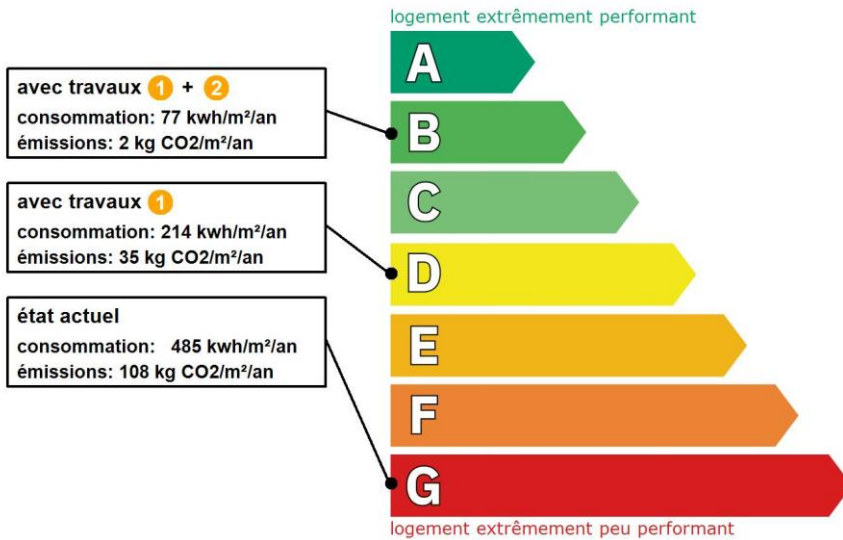 logement extrêmement performant
A
avec travaux 1 + 2
consommation: 77 kwh/m²/an
émissions: 2 kg CO2/m²/an
B
C
avec travaux 1
consommation: 214 kwh/m²/an
émissions: 35 kg CO2/m²/an
D
état actuel
consommation: 485 kwh/m²/an
émissions: 108 kg CO2/m²/an
E
F
G
logement extrêmement peu performant